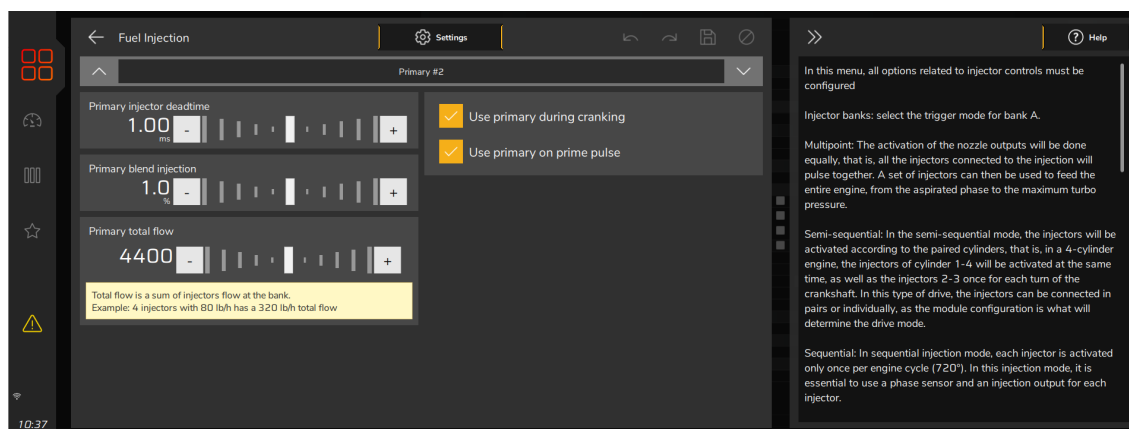 Fuel Injection
Settings
Primary #2
Primary injector deadtime
1.00
ms
-
+
Primary blend injection
1.0
%
-
+
Primary total flow
4400
-
+
Total flow is a sum of injectors flow at the bank.
Example: 4 injectors with 80 lb/h has a 320 lb/h total flow
Use primary during cranking
Use primary on prime pulse
10:37
Help
In this menu, all options related to injector controls must be
configured
Injector banks: select the trigger mode for bank A.
Multipoint: The activation of the nozzle outputs will be done
equally, that is, all the injectors connected to the injection will
pulse together. A set of injectors can then be used to feed the
entire engine, from the aspirated phase to the maximum turbo
pressure.
Semi-sequential: In the semi-sequential mode, the injectors will be
activated according to the paired cylinders, that is, in a 4-cylinder
engine, the injectors of cylinder 1-4 will be activated at the same
time, as well as the injectors 2-3 once for each turn of the
crankshaft. In this type of drive, the injectors can be connected in
pairs or individually, as the module configuration is what will
determine the drive mode.
Sequential: In sequential injection mode, each injector is activated
only once per engine cycle (720°). In this injection mode, it is
essential to use a phase sensor and an injection output for each
injector.